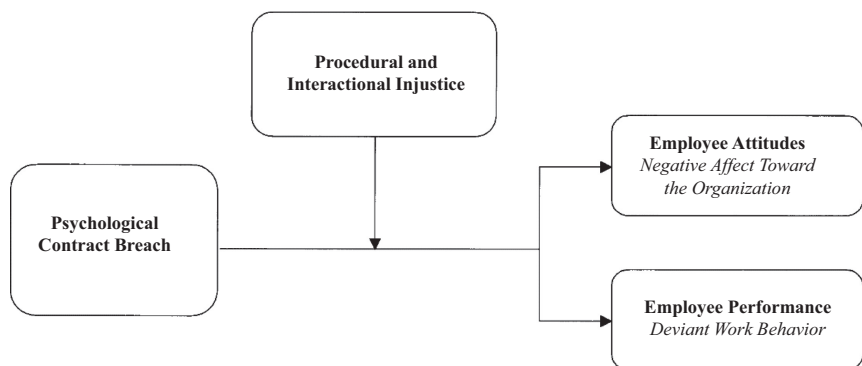 Procedural and
Interactional Injustice
Employee Attitudes
Negative Affect Toward
the Organization
Psychological
Contract Breach
Employee Performance
Deviant Work Behavior